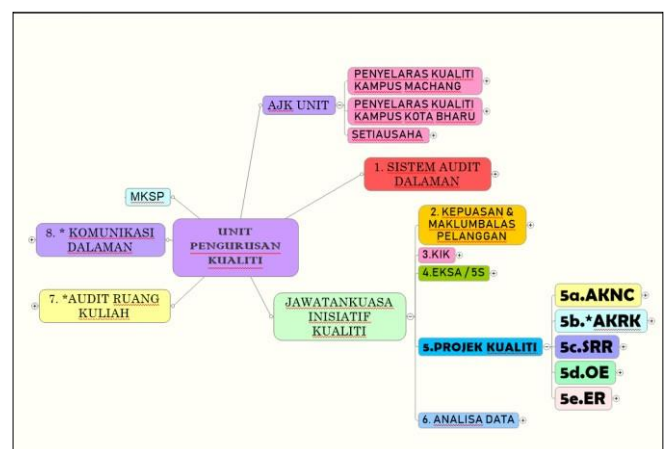 PENYELARAS KUALITI
KAMPUS MACHANG
AJK UNIT
PENYELARAS KUALITI
KAMPUS KOTA BHARU
SETIAUSAHA
1. SISTEM AUDIT
DALAMAN
MKSP
8. * KOMUNIKASI
DALAMAN
UNIT
PENGURUSAN
KUALITI
2. KEPUASAN &
MAKLUMBALAS
PELANGGAN
3.KIK
4.EKSA / 5S
7. *AUDIT RUANG
KULIAH
JAWATANKUASA
INISIATIF
KUALITI
5.PROJEK KUALITI
5a.AKNC
5b.*AKRK
5c.SRR
5d.OE
5e.ER
6. ANALISA DATA